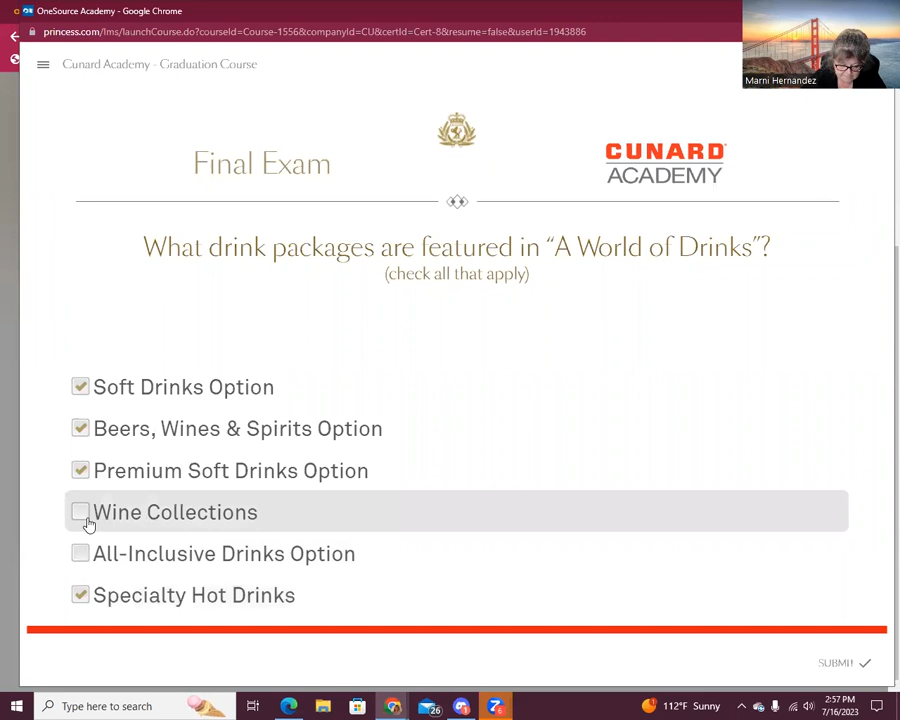 OneSource Academy - Google Chrome
princess.com/lms/launchCourse.do?courseId=Course-1556&companyId=CU&certId=Cert-8&resume=false&userId=1943886
Marni Hernandez
Cunard Academy - Graduation Course
Final Exam
CUNARD
ACADEMY
What drink packages are featured in “A World of Drinks”?
(check all that apply)
Soft Drinks Option
Beers, Wines & Spirits Option
Premium Soft Drinks Option
Wine Collections
All-Inclusive Drinks Option
Specialty Hot Drinks
SUBMIT
Type here to search
26
112°F Sunny
2:57 PM
7/16/2023